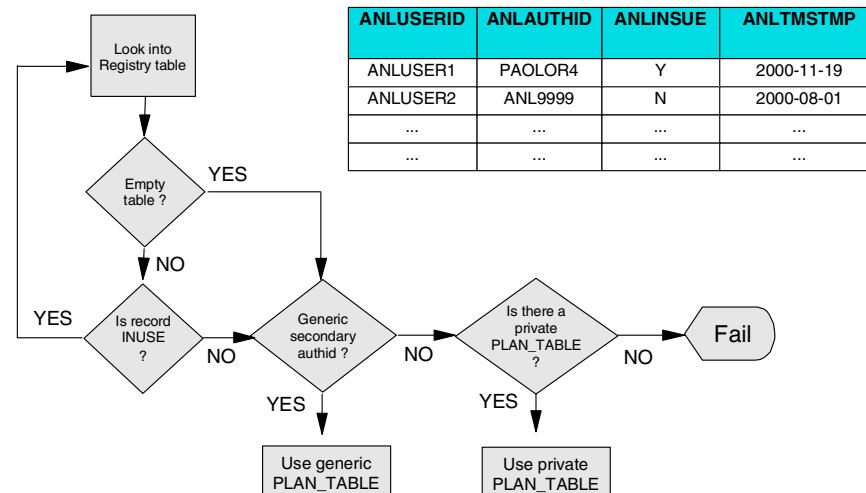 Look into
Registry table
ANLUSERID ANLAUTHID ANLINSUE ANLTMSTMP
ANLUSER1 PAOLOR4 Y 2000-11-19
ANLUSER2 ANL9999 N 2000-08-01
... ... ... ...
... ... ... ...
Empty
table ?
YES
NO
Is record
INUSE
?
YES
NO
Generic
secondary
authid ?
NO
YES
Is there a
private
PLAN_TABLE
?
NO
YES
Fail
Use generic
PLAN_TABLE
Use private
PLAN_TABLE